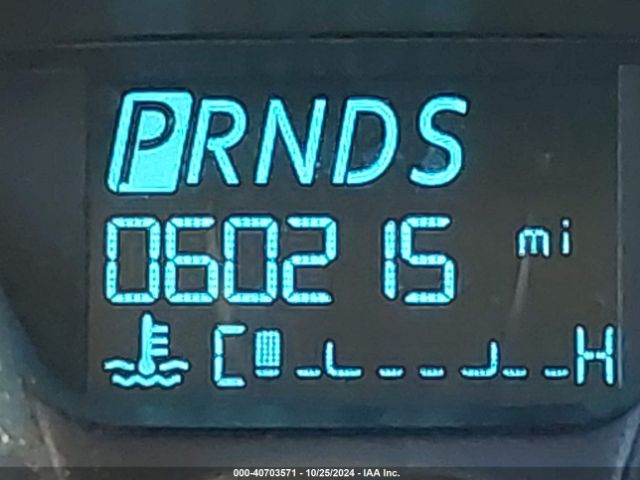 PRNDS
060215 mi
C H
000-40703571 - 10/25/2024 - IAA Inc.